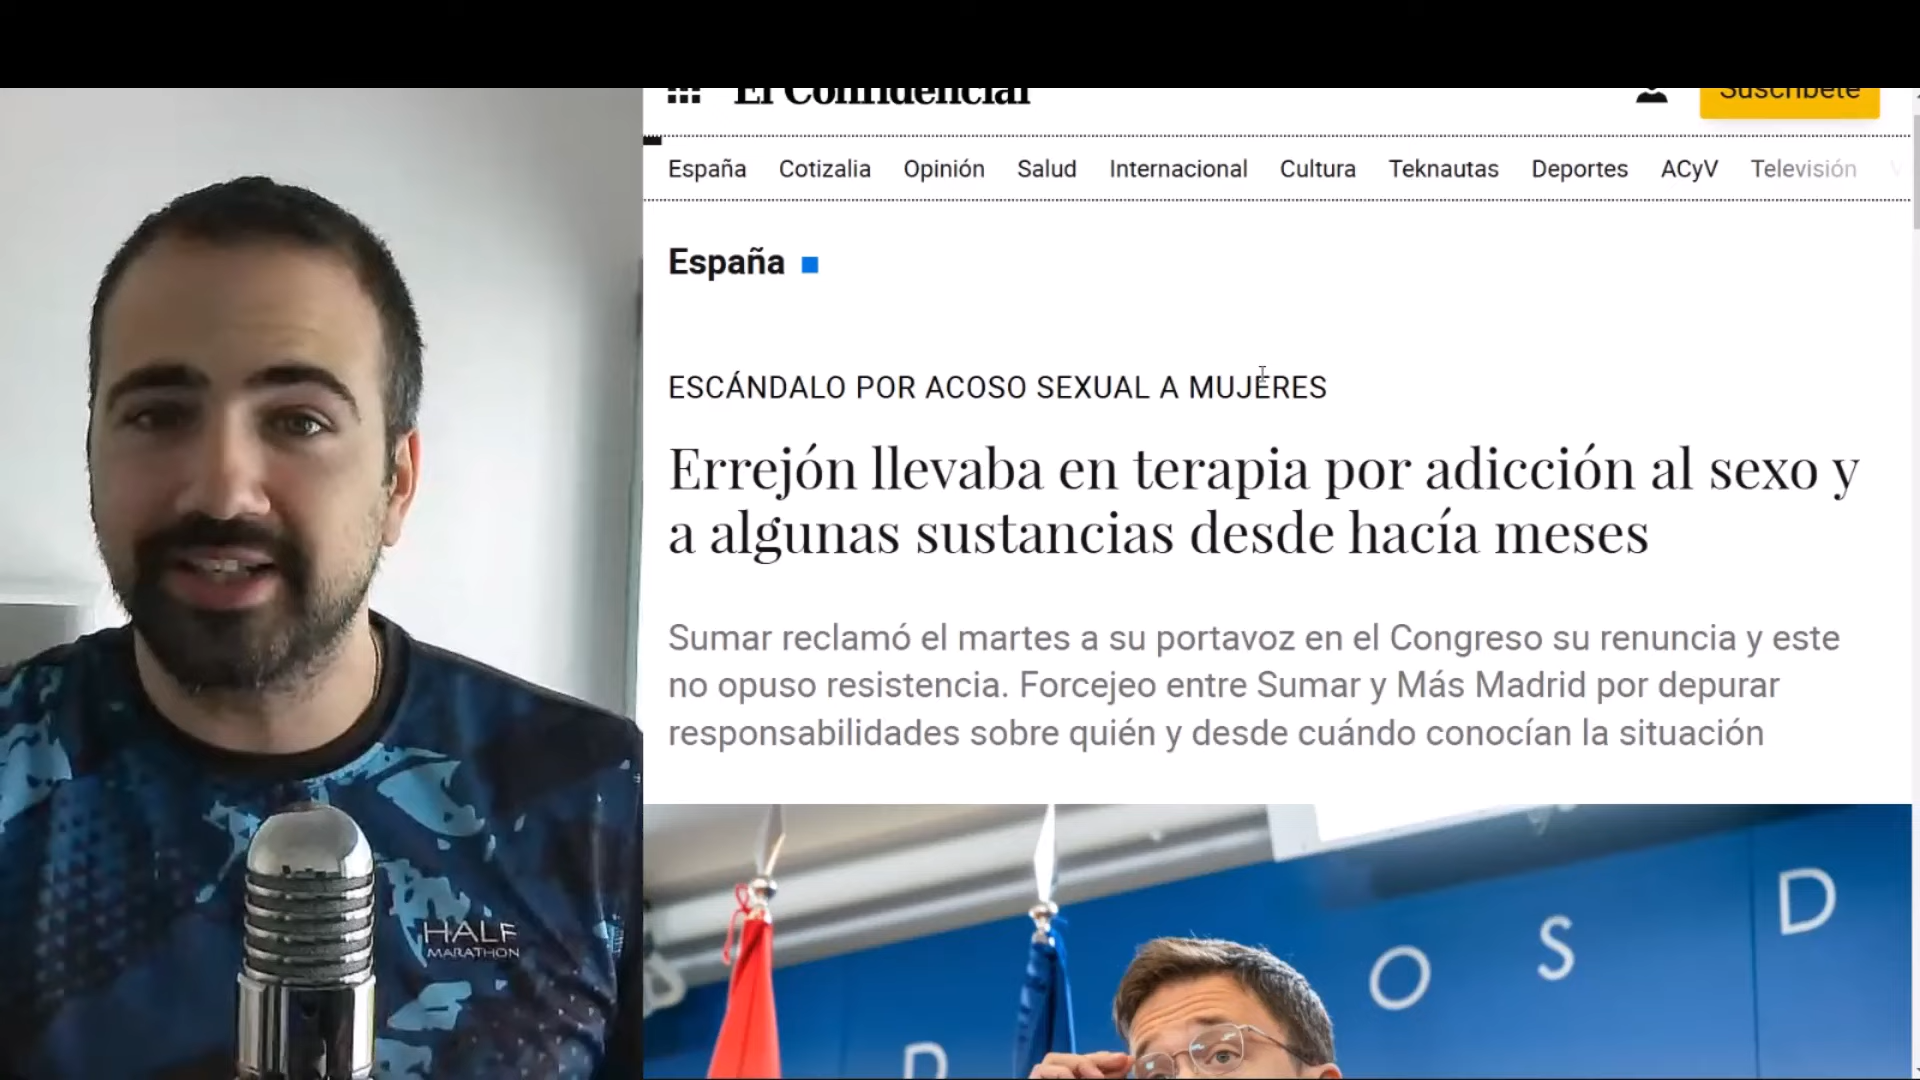 El Confidencial
Suscríbete
España Cotizalia Opinión Salud Internacional Cultura Teknautas Deportes ACyV Televisión V
España
ESCÁNDALO POR ACOSO SEXUAL A MUJERES
Errejón llevaba en terapia por adicción al sexo y
a algunas sustancias desde hacía meses
Sumar reclamó el martes a su portavoz en el Congreso su renuncia y este
no opuso resistencia. Forcejeo entre Sumar y Más Madrid por depurar
responsabilidades sobre quién y desde cuándo conocían la situación
D O S D
HALF
MARATHON